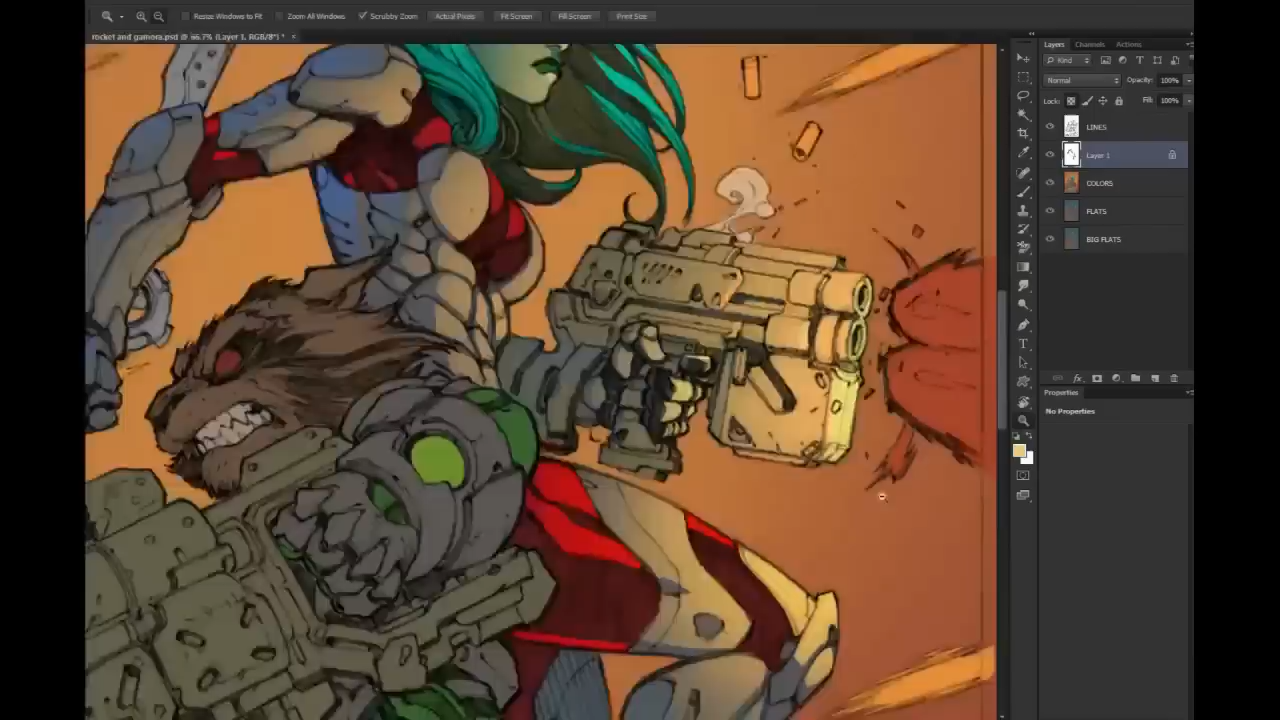 Resize Windows to Fit Zoom All Windows Scrubby Zoom Actual Pixels Fit Screen Fill Screen Print Size
rocket and gamora.psd @ 66.7% (Layer 1, RGB/8*) * ×
Layers Channels Actions
Kind
Normal Opacity: 100%
Lock: Fill: 100%
LINES
Layer 1
COLORS
FLATS
BIG FLATS
fx
Properties
No Properties